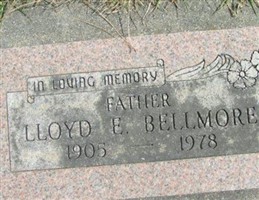 IN LOVING MEMORY
FATHER
LLOYD E. BELLMORE
1905 — 1978